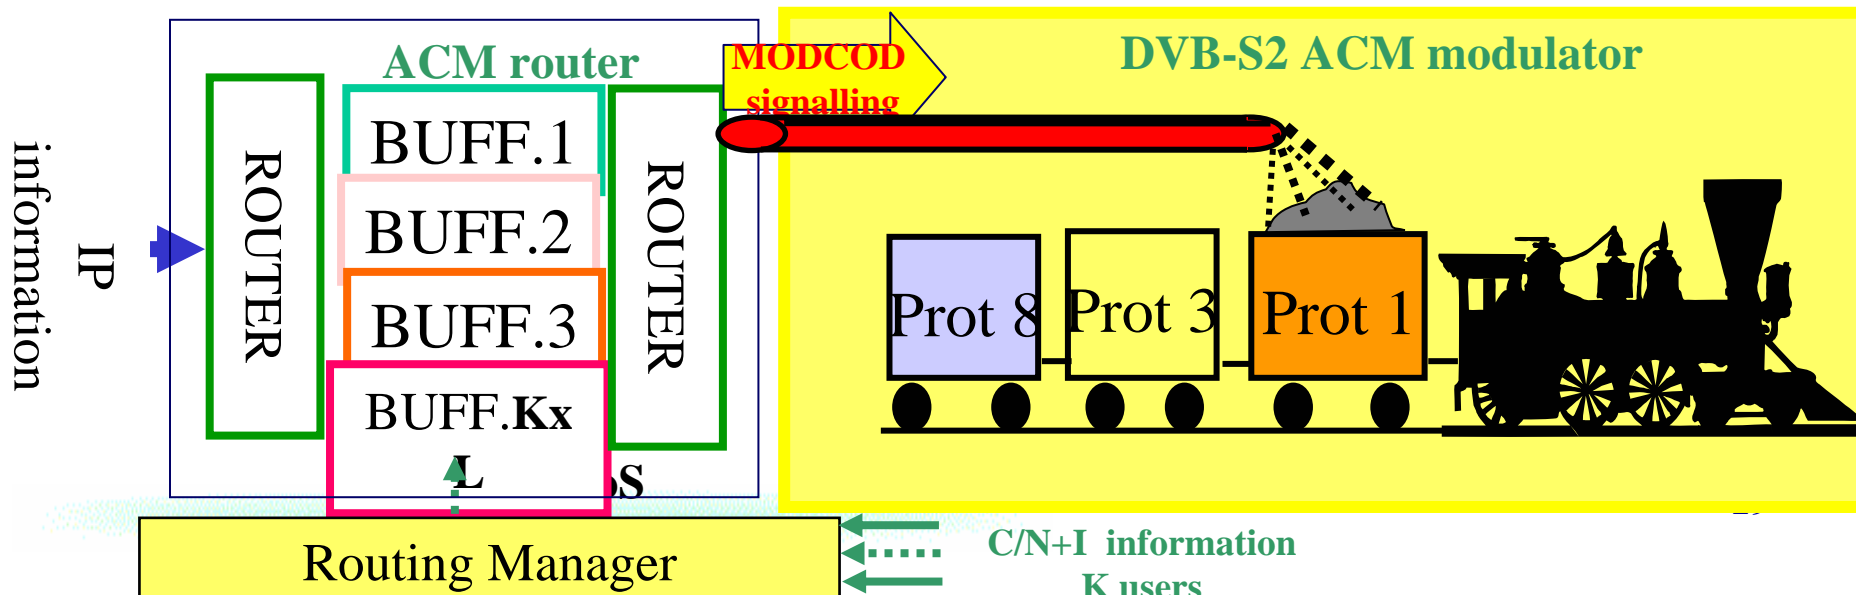 ACM router
MODCOD
signalling
DVB-S2 ACM modulator
IP
information
ROUTER
BUFF.1
BUFF.2
BUFF.3
BUFF.Kx
L
ROUTER
S
Prot 8
Prot 3
Prot 1
Routing Manager
C/N+I information
K users